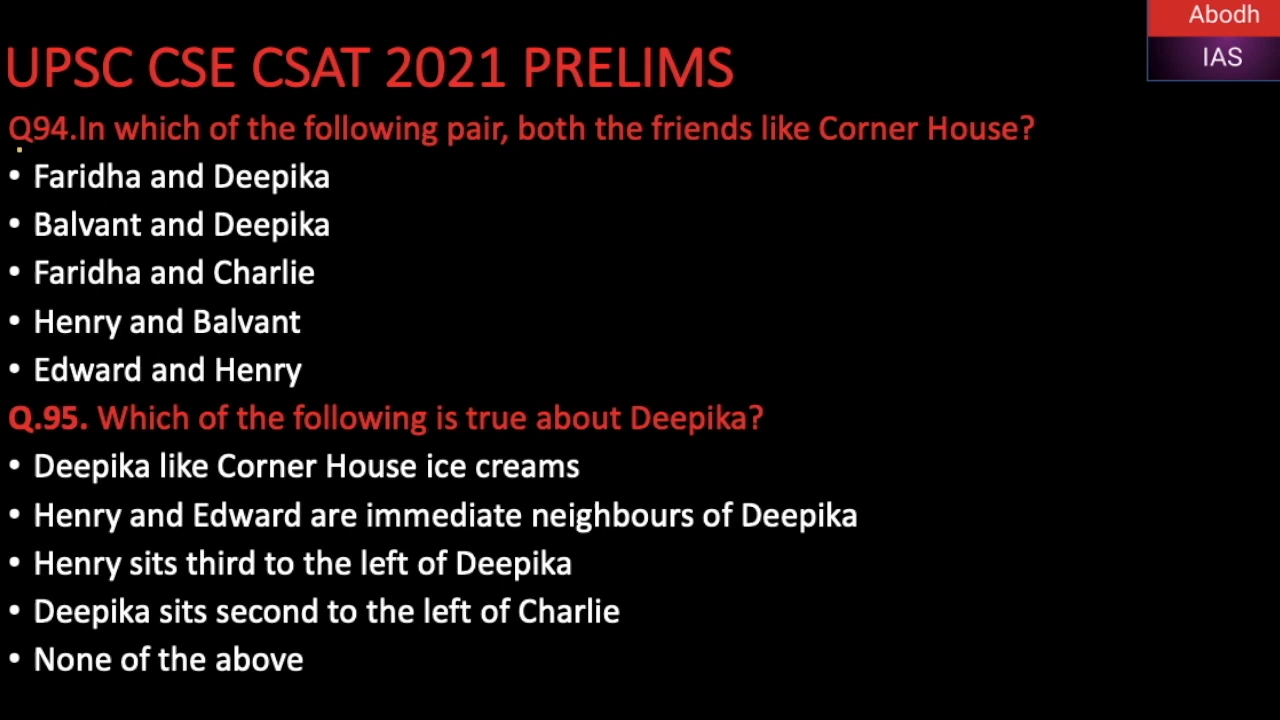 Abodh
IAS
UPSC CSE CSAT 2021 PRELIMS
Q94.In which of the following pair, both the friends like Corner House?
• Faridha and Deepika
• Balvant and Deepika
• Faridha and Charlie
• Henry and Balvant
• Edward and Henry
Q.95. Which of the following is true about Deepika?
• Deepika like Corner House ice creams
• Henry and Edward are immediate neighbours of Deepika
• Henry sits third to the left of Deepika
• Deepika sits second to the left of Charlie
• None of the above